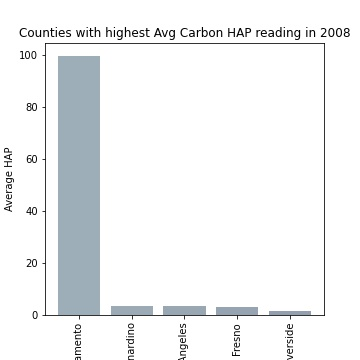 Counties with highest Avg Carbon HAP reading in 2008
Average HAP
100
80
60
40
20
0
amento
nardino
Angeles
Fresno
verside